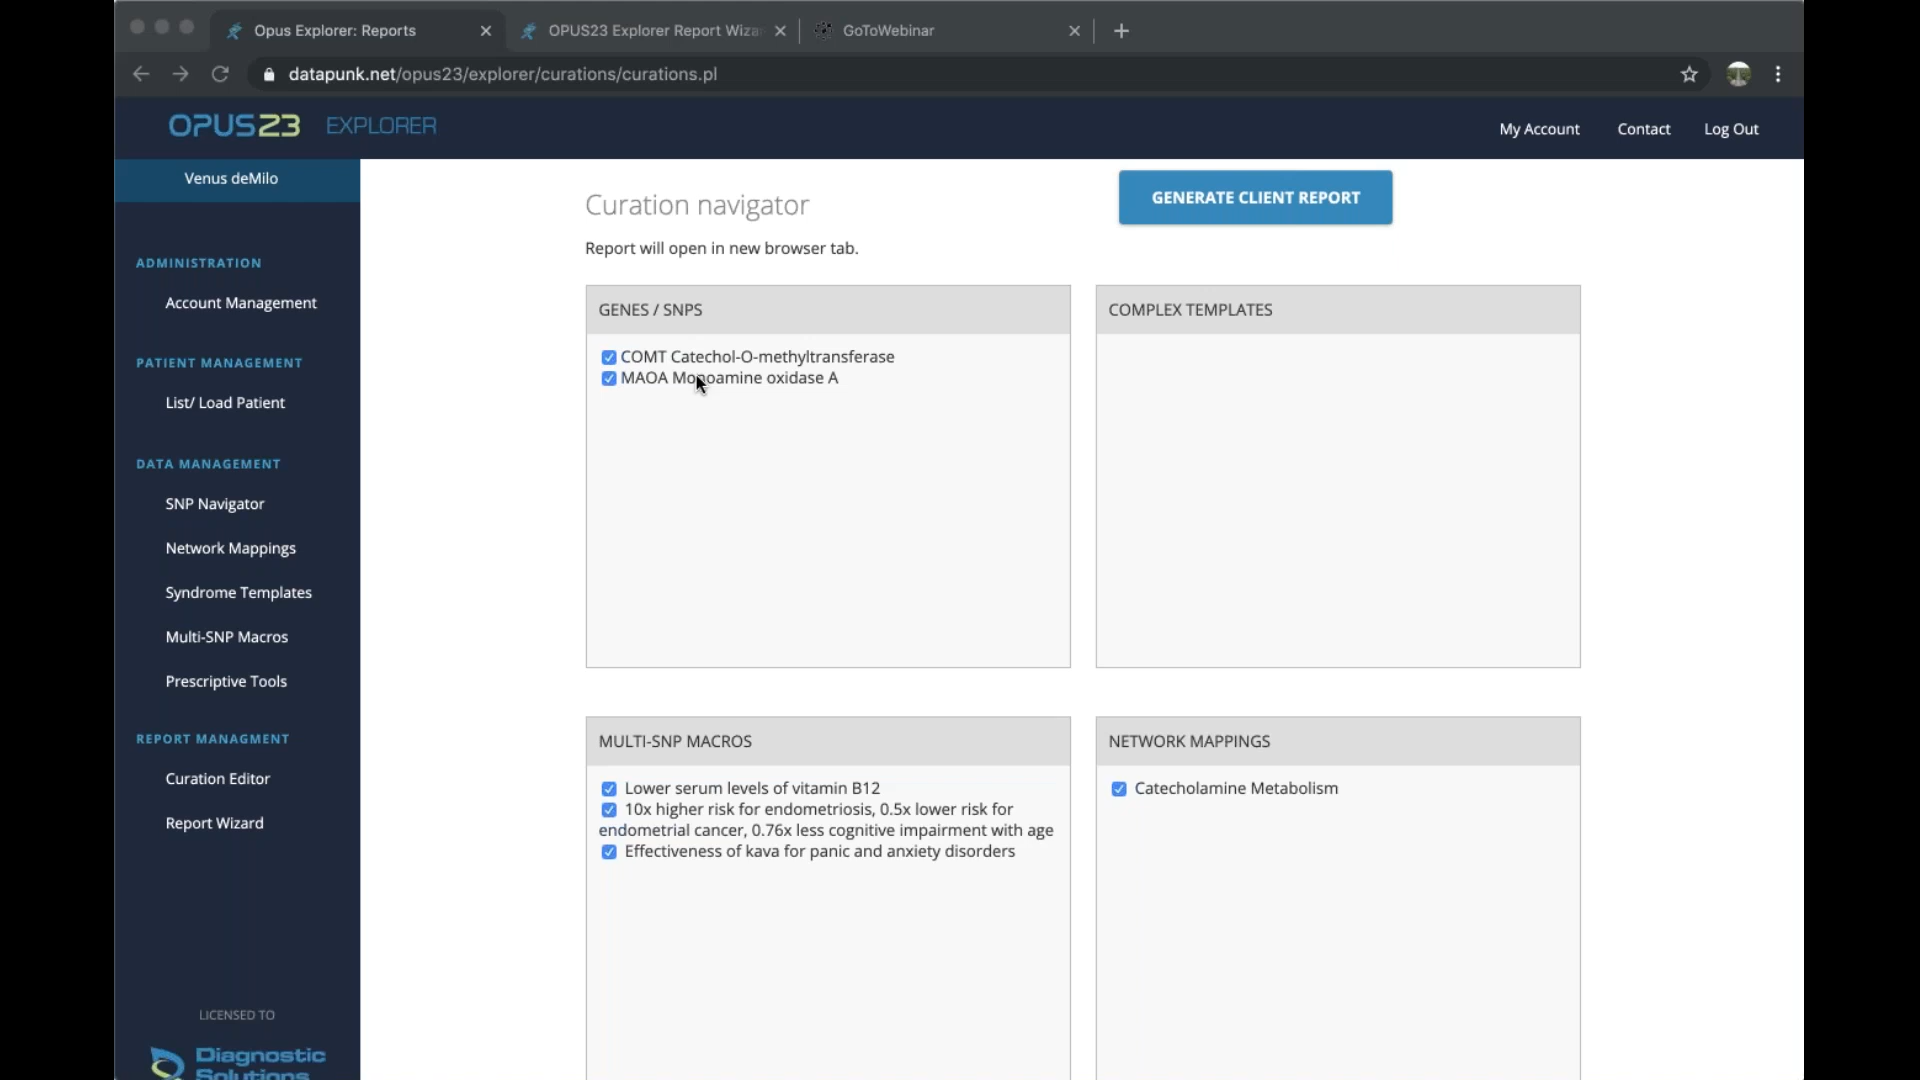 Opus Explorer: Reports
OPUS23 Explorer Report Wiza
GoToWebinar
datapunk.net/opus23/explorer/curations/curations.pl
OPUS23 EXPLORER
My Account
Contact
Log Out
Venus deMilo
ADMINISTRATION
Account Management
PATIENT MANAGEMENT
List/ Load Patient
DATA MANAGEMENT
SNP Navigator
Network Mappings
Syndrome Templates
Multi-SNP Macros
Prescriptive Tools
REPORT MANAGMENT
Curation Editor
Report Wizard
LICENSED TO
Diagnostic
Solutions
Curation navigator
GENERATE CLIENT REPORT
Report will open in new browser tab.
GENES / SNPS
COMT Catechol-O-methyltransferase
MAOA Monoamine oxidase A
COMPLEX TEMPLATES
MULTI-SNP MACROS
Lower serum levels of vitamin B12
10x higher risk for endometriosis, 0.5x lower risk for
endometrial cancer, 0.76x less cognitive impairment with age
Effectiveness of kava for panic and anxiety disorders
NETWORK MAPPINGS
Catecholamine Metabolism